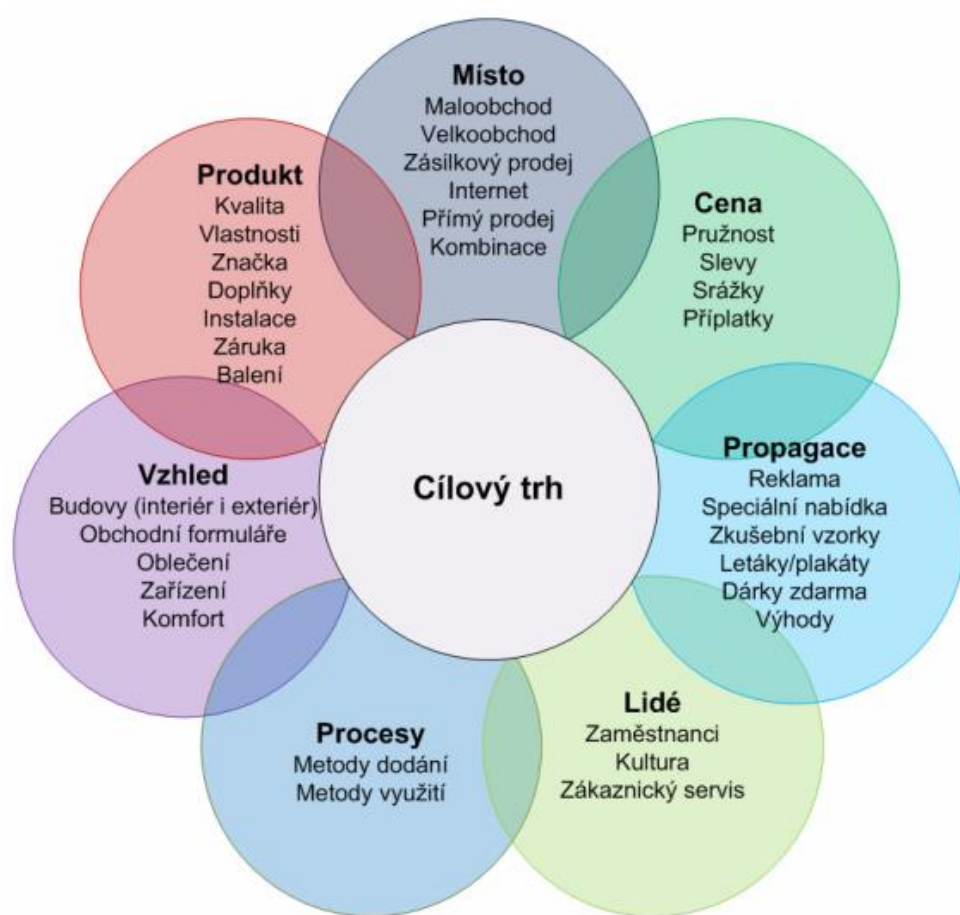 Místo
Maloobchod
Velkoobchod
Zásilkový prodej
Internet
Přímý prodej
Kombinace
Cena
Pružnost
Slevy
Srážky
Příplatky
Propagace
Reklama
Speciální nabídka
Zkušební vzorky
Letáky/plakáty
Dárky zdarma
Výhody
Lidé
Zaměstnanci
Kultura
Zákaznický servis
Procesy
Metody dodání
Metody využití
Vzhled
Budovy (interiér i exteriér)
Obchodní formuláře
Oblečení
Zařízení
Komfort
Produkt
Kvalita
Vlastnosti
Značka
Doplňky
Instalace
Záruka
Balení
Cílový trh